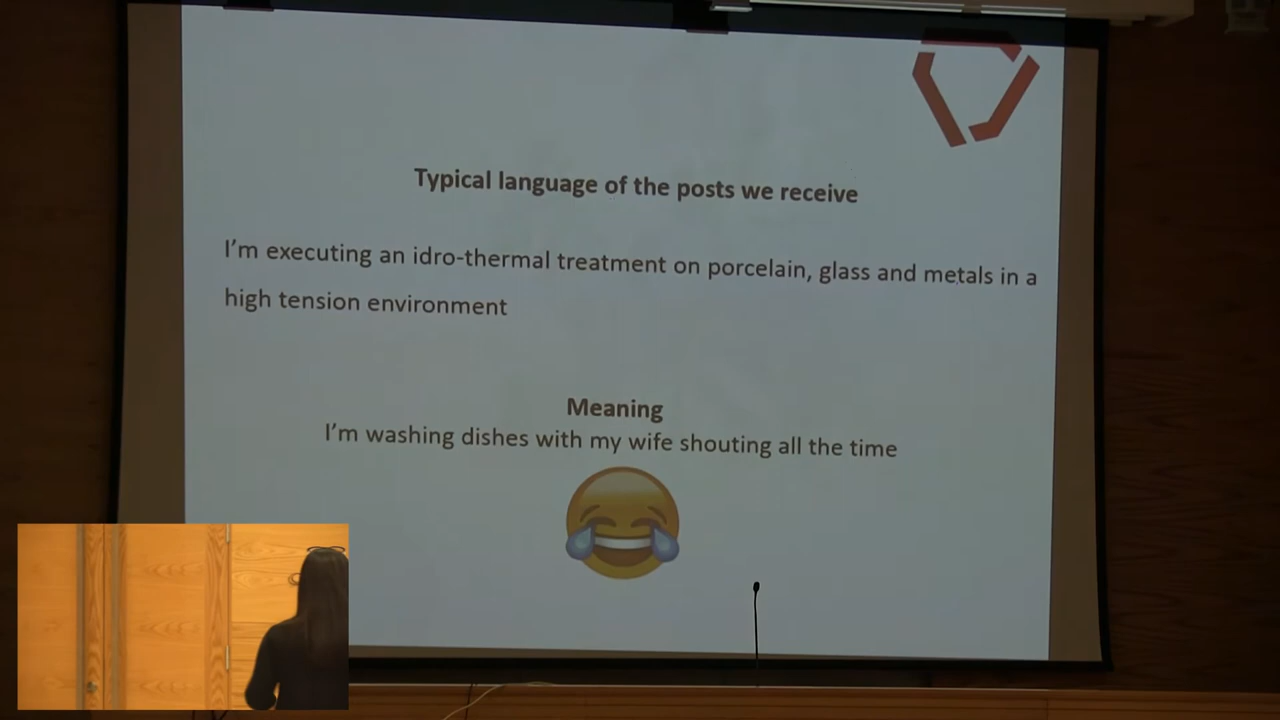 Typical language of the posts we receive
I'm executing an idro-thermal treatment on porcelain, glass and metals in a
high tension environment
Meaning
I'm washing dishes with my wife shouting all the time